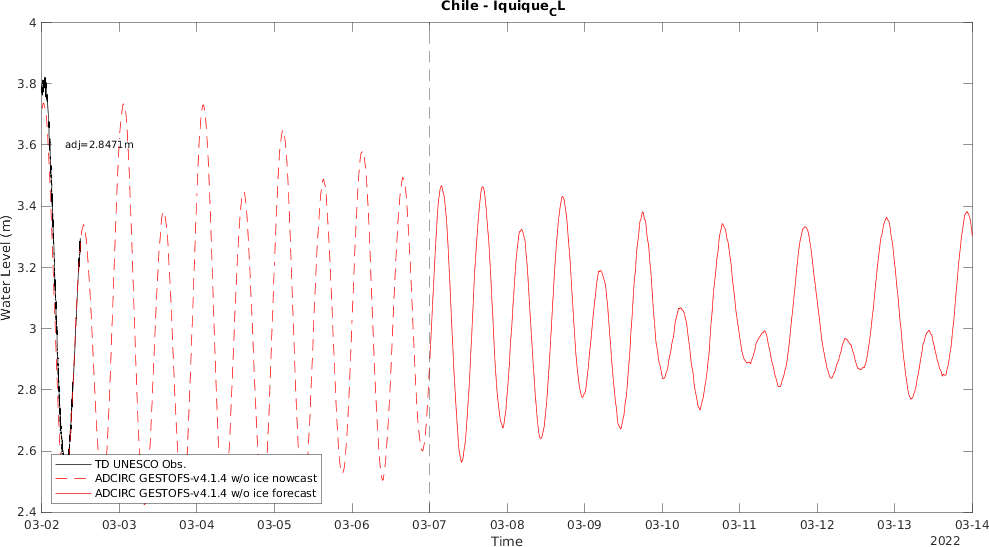 Chile - Iquique_CL
4
3.8
3.6
3.4
3.2
3
2.8
2.6
2.4
Water Level (m)
adj=2.8471m
TD UNESCO Obs.
ADCIRC GESTOFS-v4.1.4 w/o ice nowcast
ADCIRC GESTOFS-v4.1.4 w/o ice forecast
03-02 03-03 03-04 03-05 03-06 03-07 03-08 03-09 03-10 03-11 03-12 03-13 03-14
Time
2022